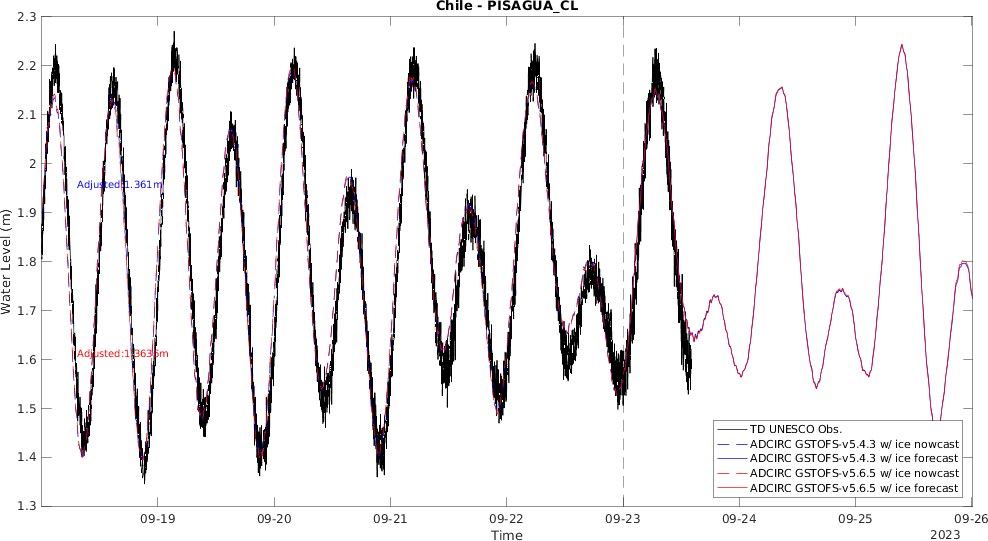 Chile - PISAGUA_CL
2.3
2.2
2.1
2
1.9
1.8
1.7
1.6
1.5
1.4
1.3
Water Level (m)
Adjusted:1.361m
Adjusted:1.3636m
TD UNESCO Obs.
ADCIRC GSTOFS-v5.4.3 w/ ice nowcast
ADCIRC GSTOFS-v5.4.3 w/ ice forecast
ADCIRC GSTOFS-v5.6.5 w/ ice nowcast
ADCIRC GSTOFS-v5.6.5 w/ ice forecast
09-19 09-20 09-21 09-22 09-23 09-24 09-25 09-26
Time
2023